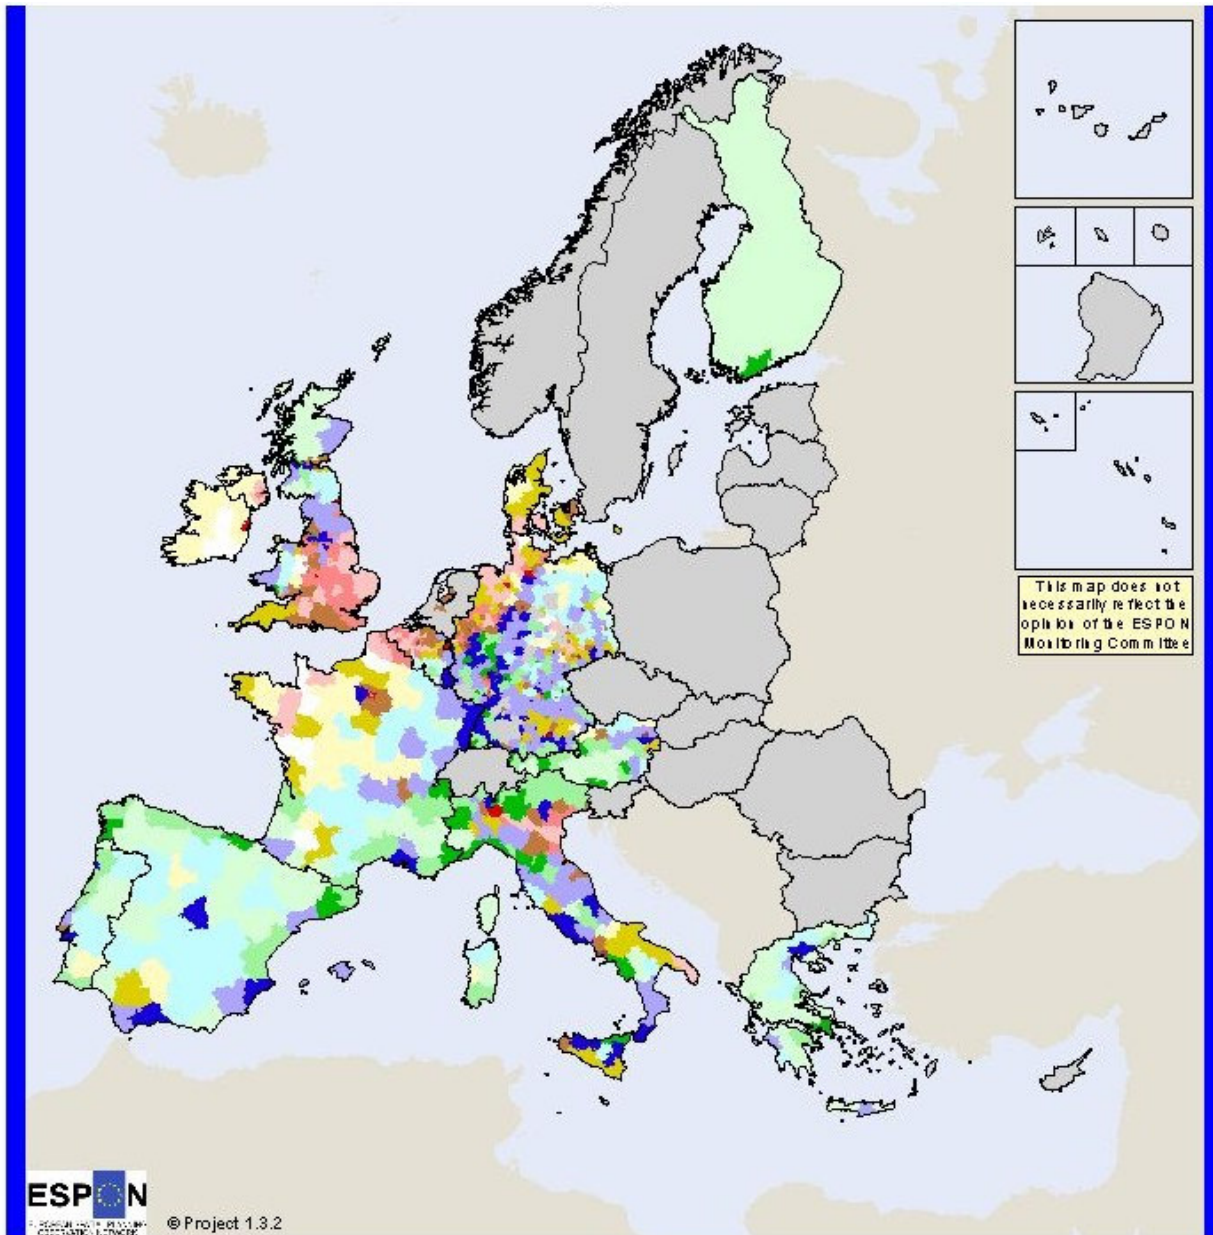 This map does not
necessarily reflect the
opinion of the ESPON
Monitoring Committee
ESPON
© Project 1.3.2